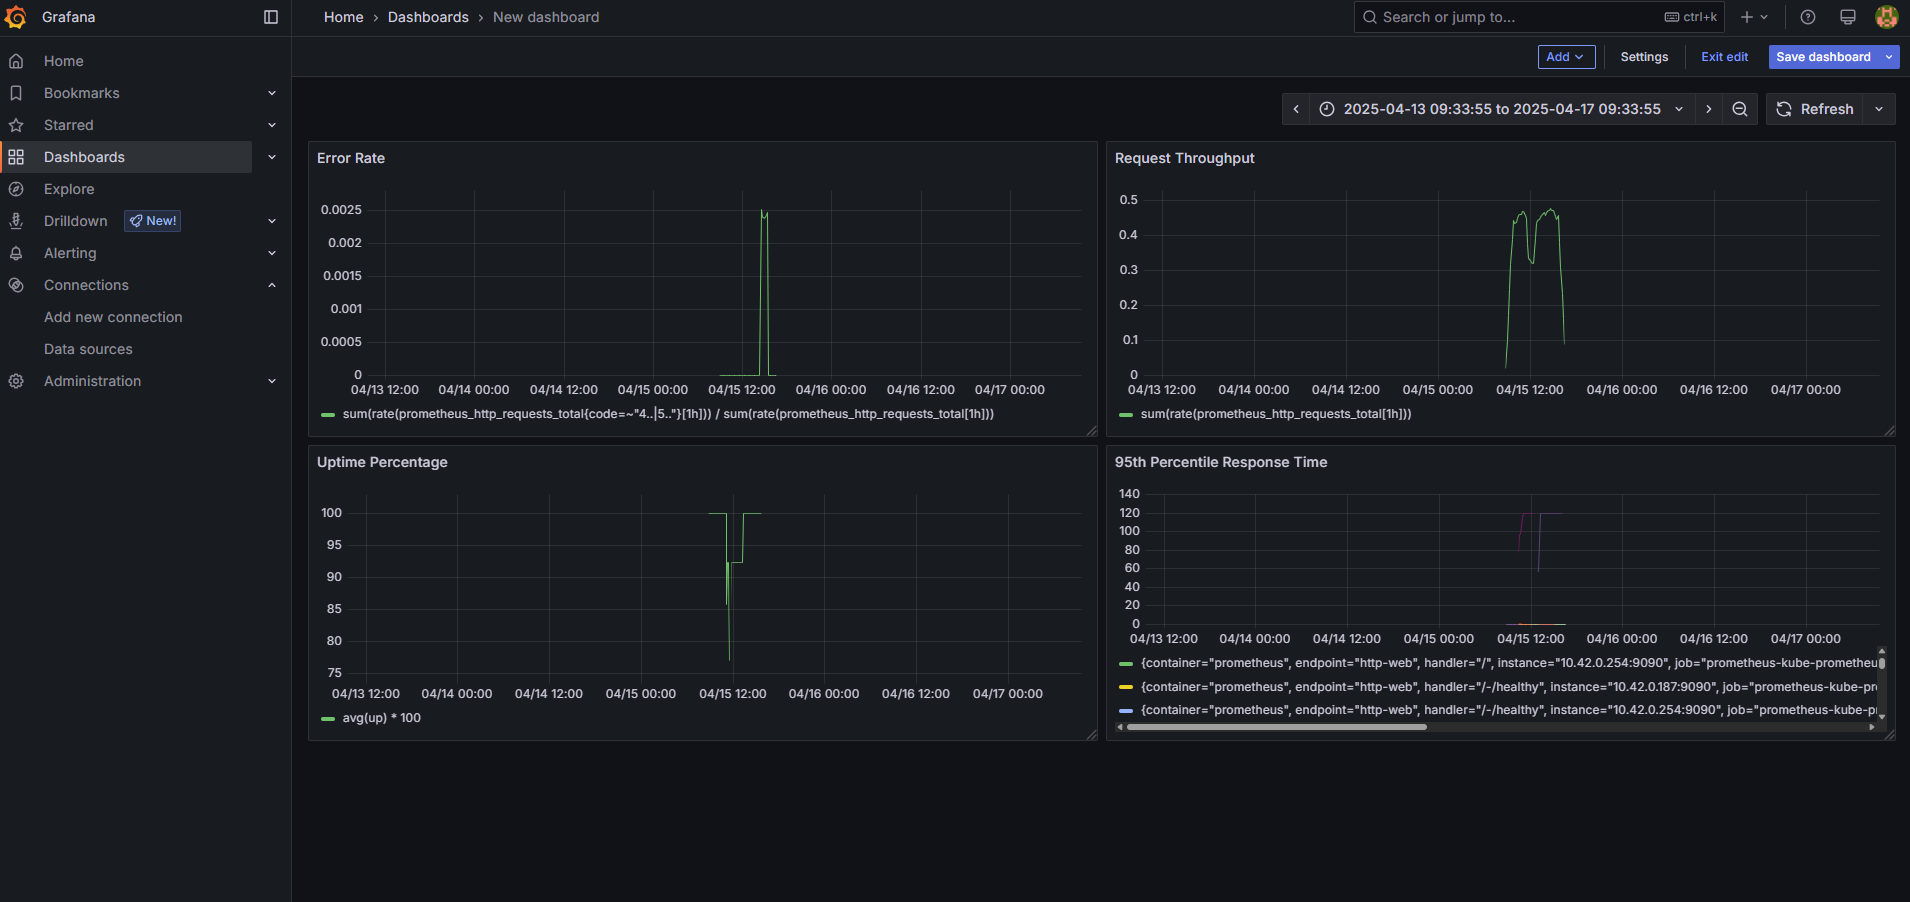 Grafana
Home › Dashboards › New dashboard
Search or jump to...
ctrl+k
Home
Bookmarks
Starred
Dashboards
Explore
Drilldown
New!
Alerting
Connections
Add new connection
Data sources
Administration
Add
Settings
Exit edit
Save dashboard
2025-04-13 09:33:55 to 2025-04-17 09:33:55
Refresh
Error Rate
0.0025
0.002
0.0015
0.001
0.0005
0
04/13 12:00 04/14 00:00 04/14 12:00 04/15 00:00 04/15 12:00 04/16 00:00 04/16 12:00 04/17 00:00
sum(rate(prometheus_http_requests_total{code=~"4..|5.."}[1h])) / sum(rate(prometheus_http_requests_total[1h]))
Request Throughput
0.5
0.4
0.3
0.2
0.1
0
04/13 12:00 04/14 00:00 04/14 12:00 04/15 00:00 04/15 12:00 04/16 00:00 04/16 12:00 04/17 00:00
sum(rate(prometheus_http_requests_total[1h]))
Uptime Percentage
100
95
90
85
80
75
04/13 12:00 04/14 00:00 04/14 12:00 04/15 00:00 04/15 12:00 04/16 00:00 04/16 12:00 04/17 00:00
avg(up) * 100
95th Percentile Response Time
140
120
100
80
60
40
20
0
04/13 12:00 04/14 00:00 04/14 12:00 04/15 00:00 04/15 12:00 04/16 00:00 04/16 12:00 04/17 00:00
{container="prometheus", endpoint="http-web", handler="/", instance="10.42.0.254:9090", job="prometheus-kube-prometheu
{container="prometheus", endpoint="http-web", handler="/-/healthy", instance="10.42.0.187:9090", job="prometheus-kube-pr
{container="prometheus", endpoint="http-web", handler="/-/healthy", instance="10.42.0.254:9090", job="prometheus-kube-p